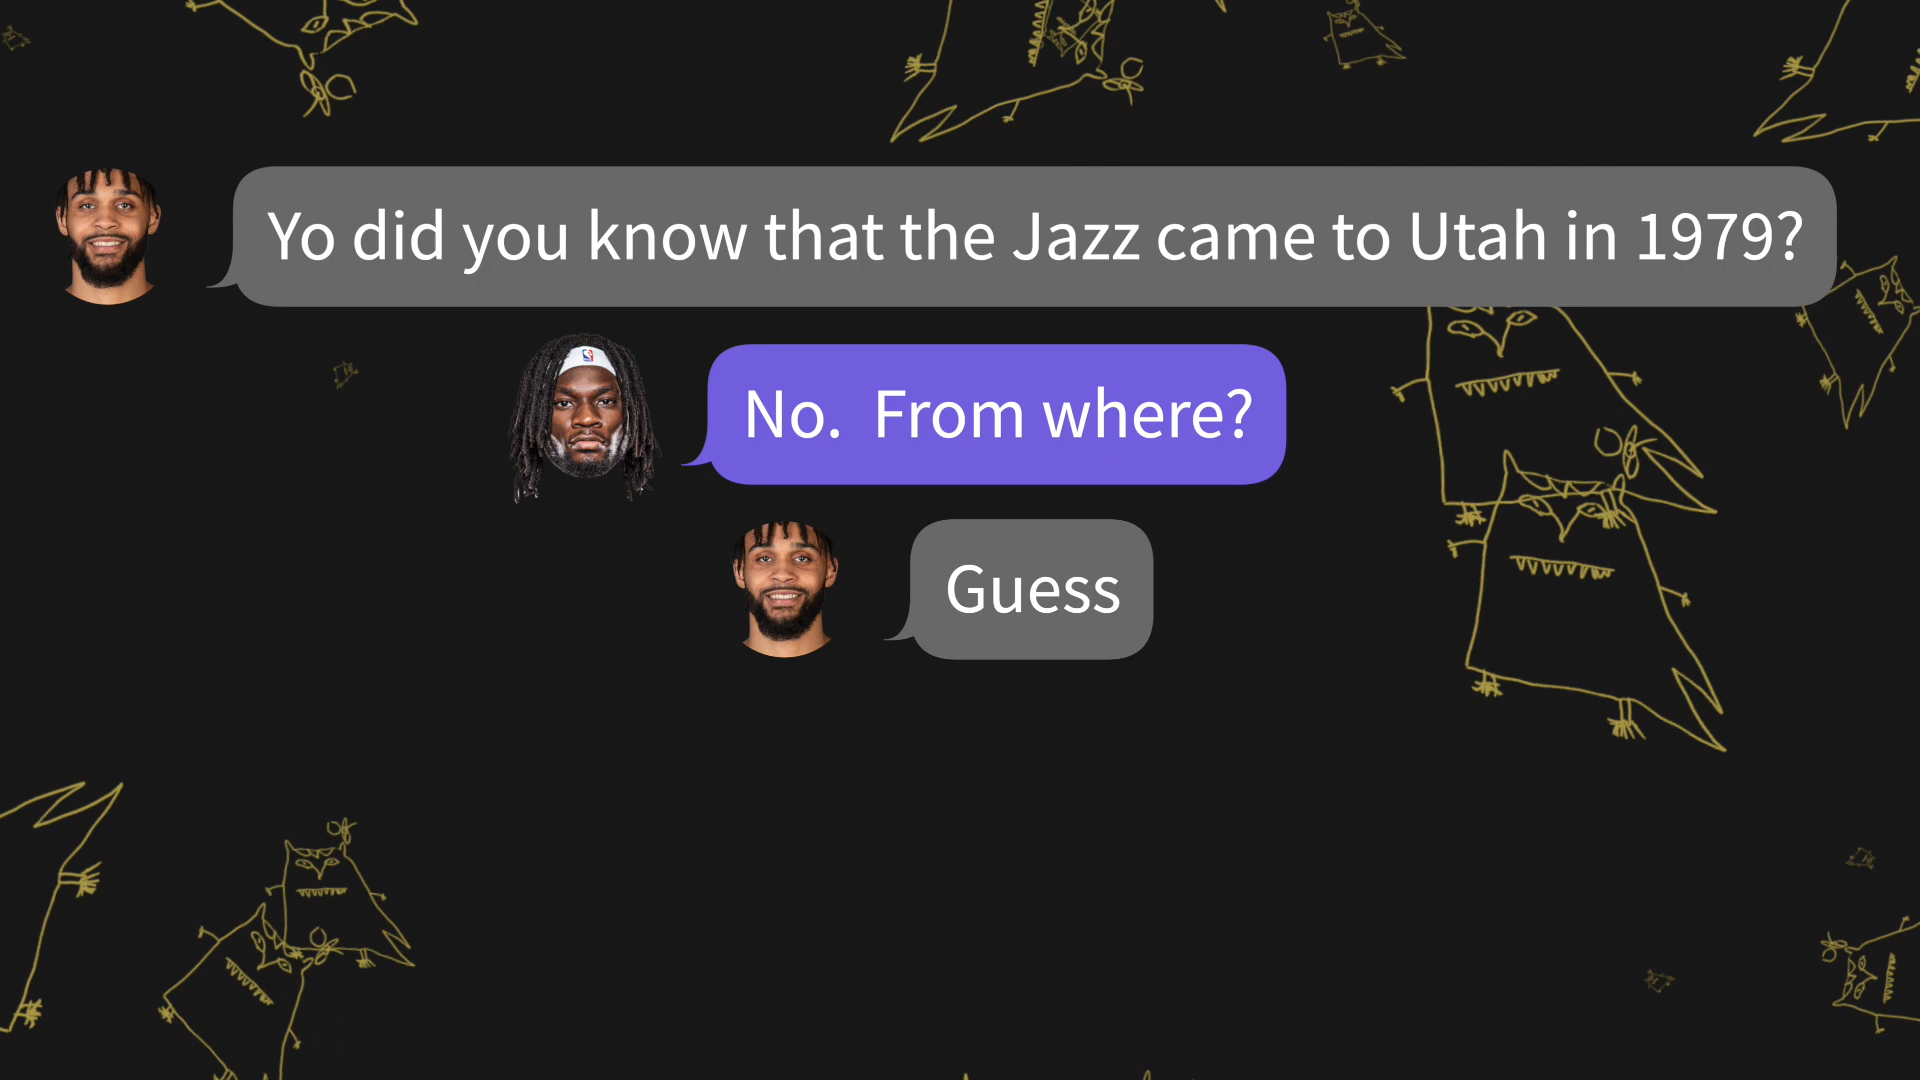 Yo did you know that the Jazz came to Utah in 1979?
No.  From where?
Guess